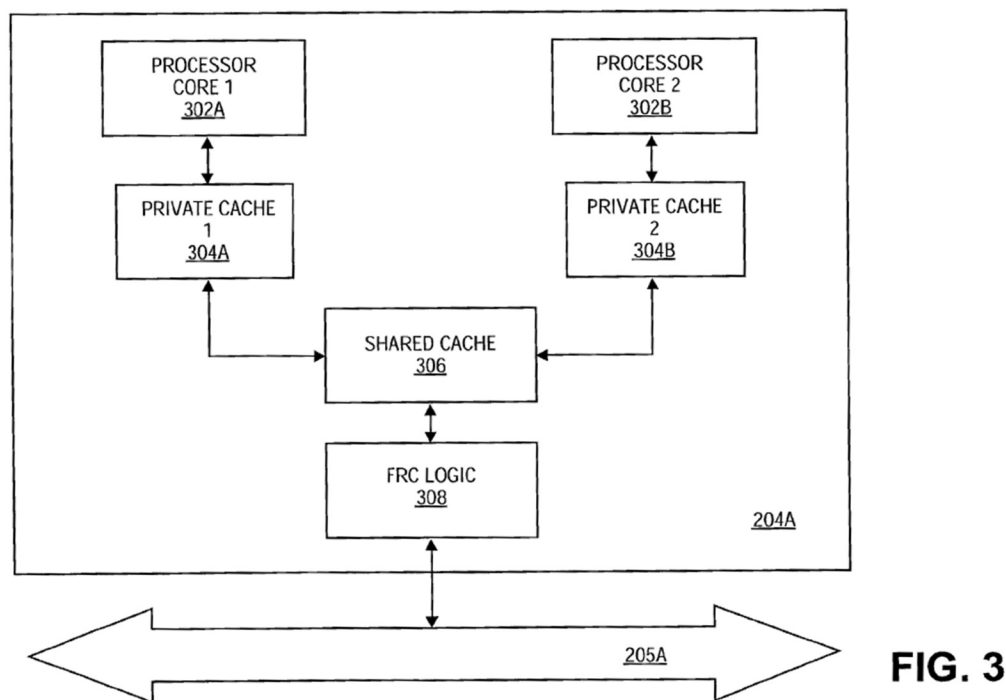 PROCESSOR
CORE 1
302A
PROCESSOR
CORE 2
302B
PRIVATE CACHE
1
304A
PRIVATE CACHE
2
304B
SHARED CACHE
306
FRC LOGIC
308
204A
205A
FIG. 3